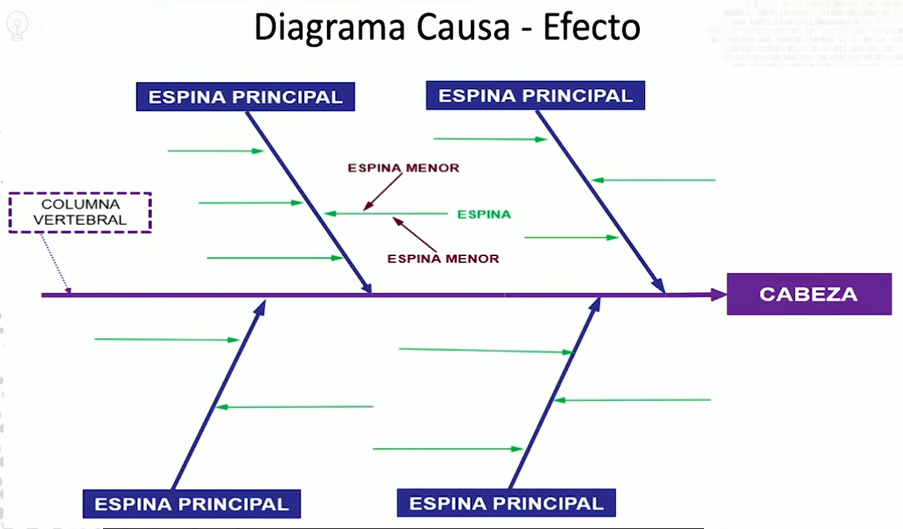 Diagrama Causa - Efecto
ESPINA PRINCIPAL
ESPINA PRINCIPAL
ESPINA MENOR
COLUMNA
VERTEBRAL
ESPINA
ESPINA MENOR
CABEZA
ESPINA PRINCIPAL
ESPINA PRINCIPAL